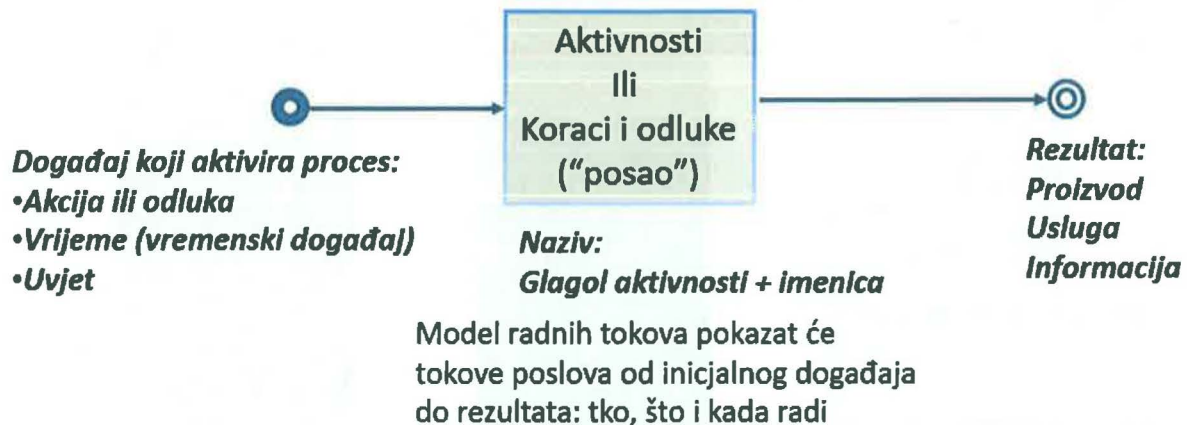 Aktivnosti
Ili
Koraci i odluke
("posao")
Događaj koji aktivira proces:
•Akcija ili odluka
•Vrijeme (vremenski događaj)
•Uvjet
Naziv:
Glagol aktivnosti + imenica
Rezultat:
Proizvod
Usluga
Informacija
Model radnih tokova pokazat će
tokove poslova od inicjalnog događaja
do rezultata: tko, što i kada radi